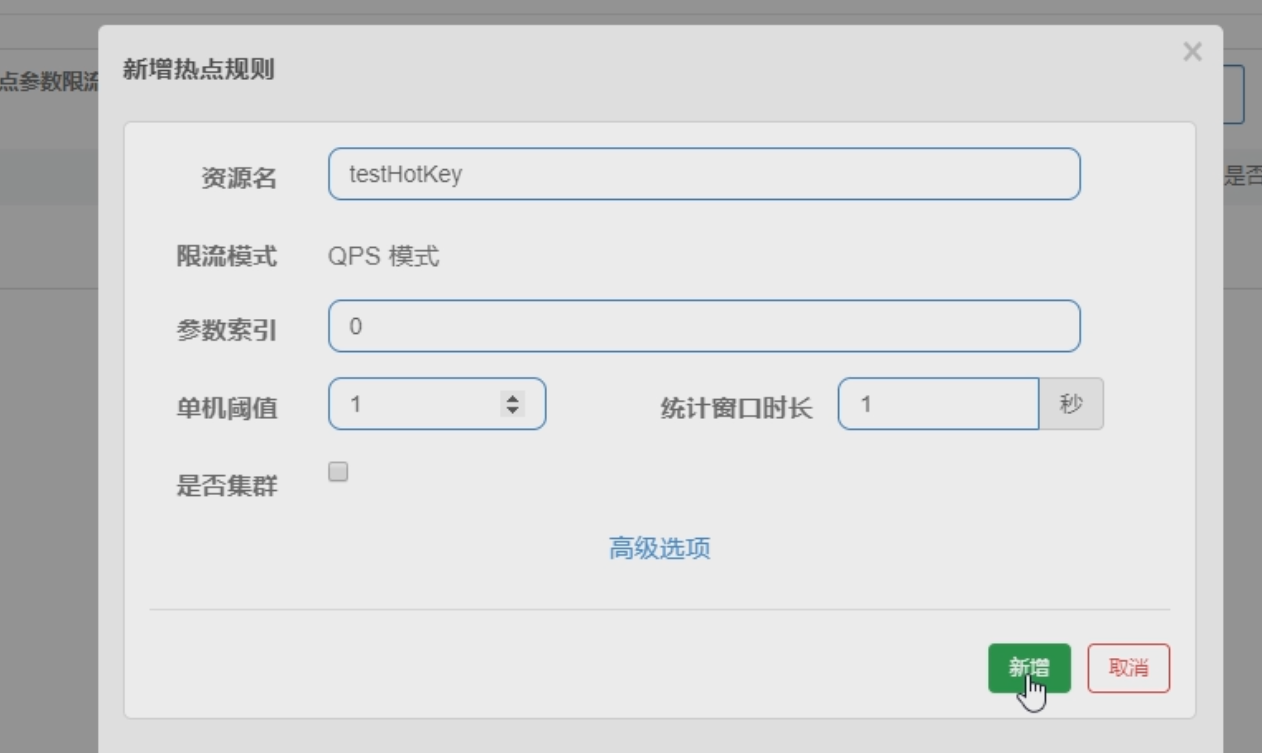 新增热点规则
×
点参数限流
是否
资源名 testHotKey
限流模式 QPS 模式
参数索引 0
单机阈值 1 统计窗口时长 1 秒
是否集群
高级选项
新增 取消